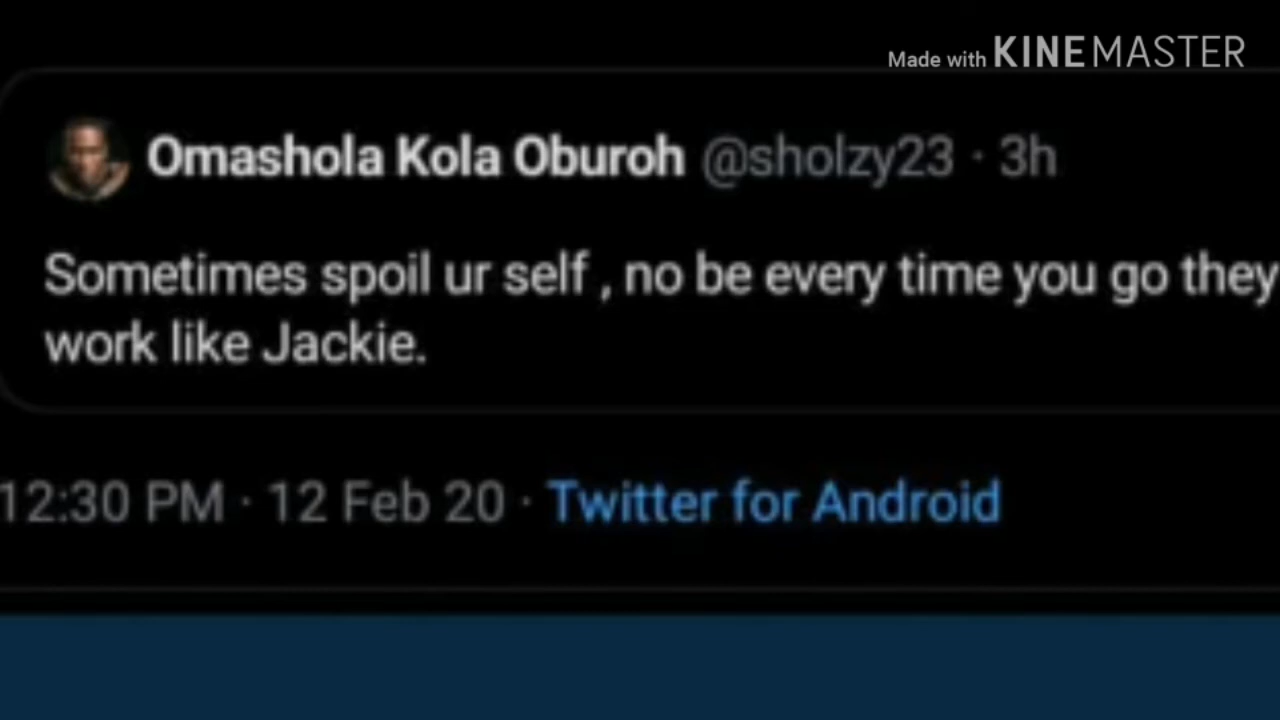 Made with KINEMASTER
Omashola Kola Oburoh @sholzy23 · 3h
Sometimes spoil ur self , no be every time you go they
work like Jackie.
12:30 PM · 12 Feb 20 · Twitter for Android